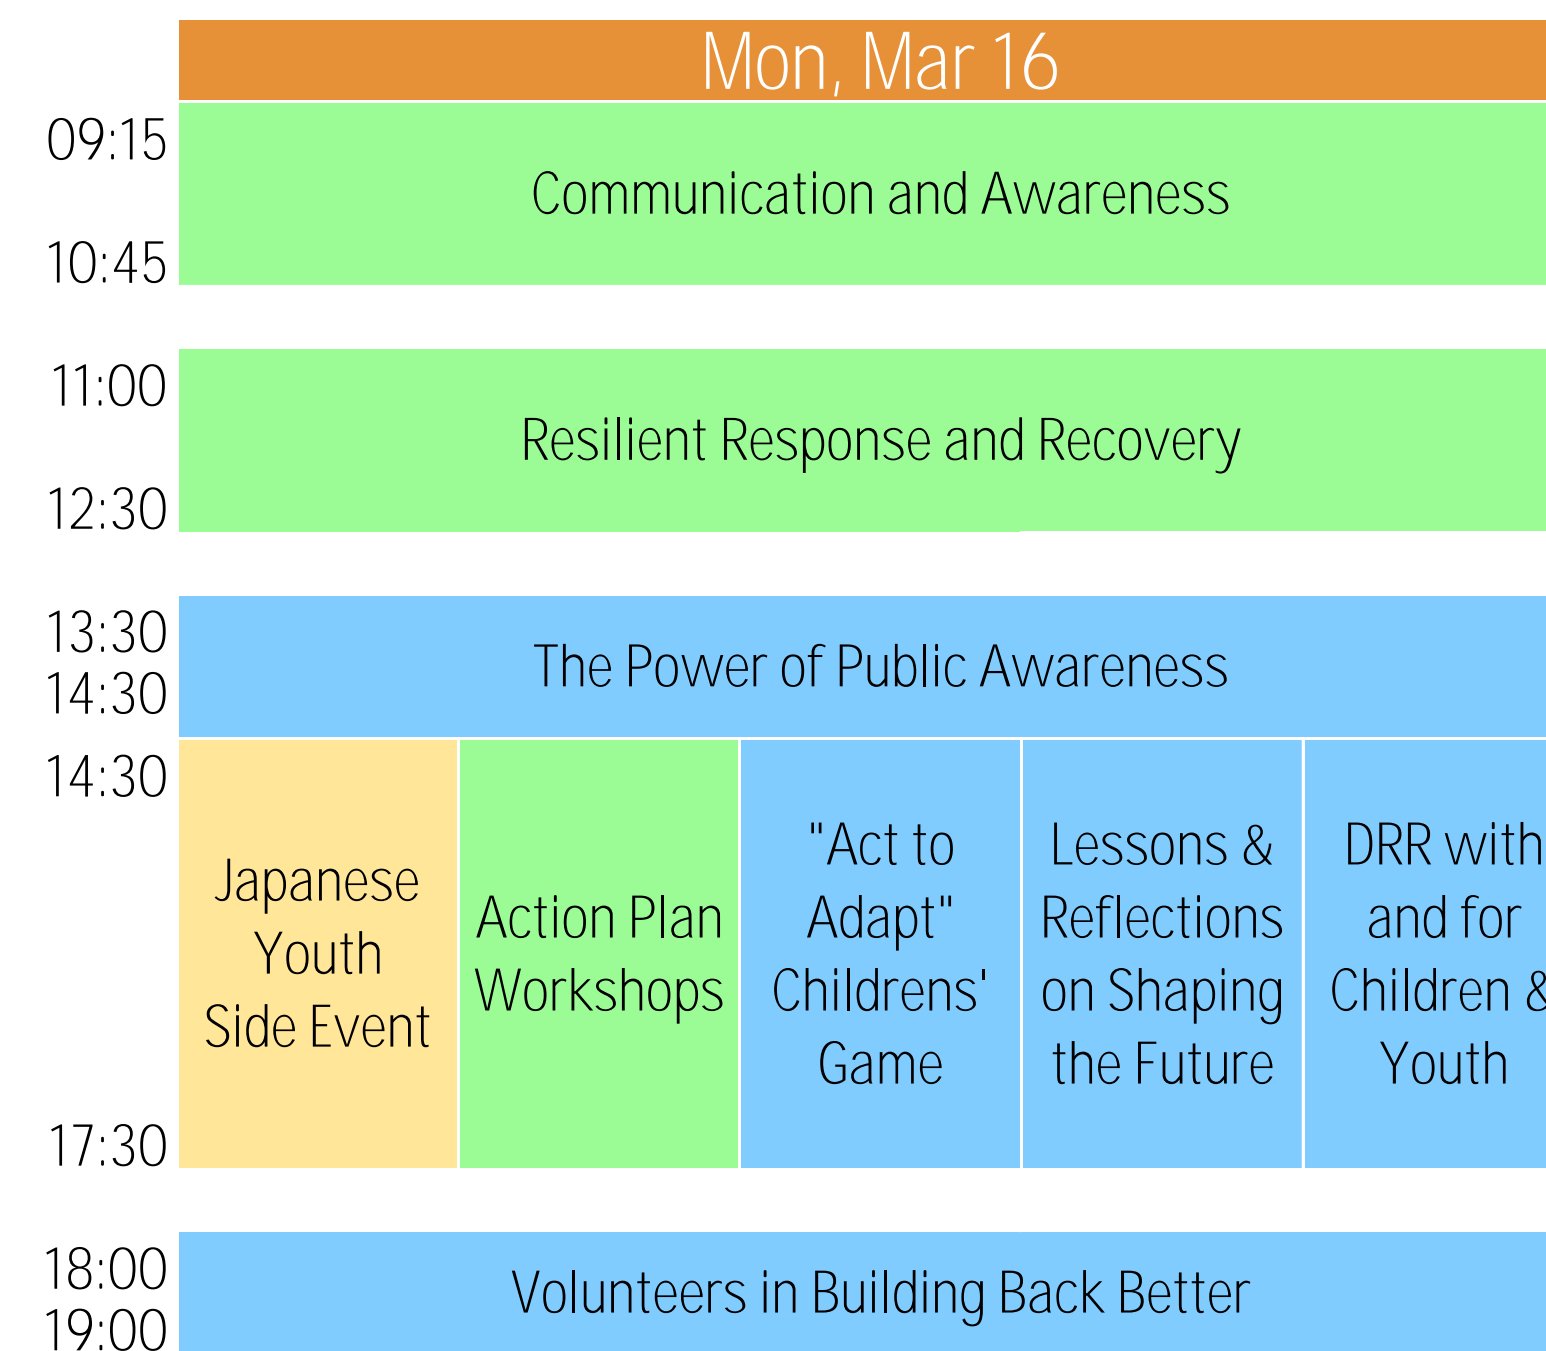 Mon, Mar 16
09:15
Communication and Awareness
10:45
11:00
Resilient Response and Recovery
12:30
13:30
The Power of Public Awareness
14:30
14:30
Japanese
Youth
Side Event
Action Plan
Workshops
"Act to
Adapt"
Childrens'
Game
Lessons &
Reflections
on Shaping
the Future
DRR with
and for
Children &
Youth
17:30
18:00
Volunteers in Building Back Better
19:00